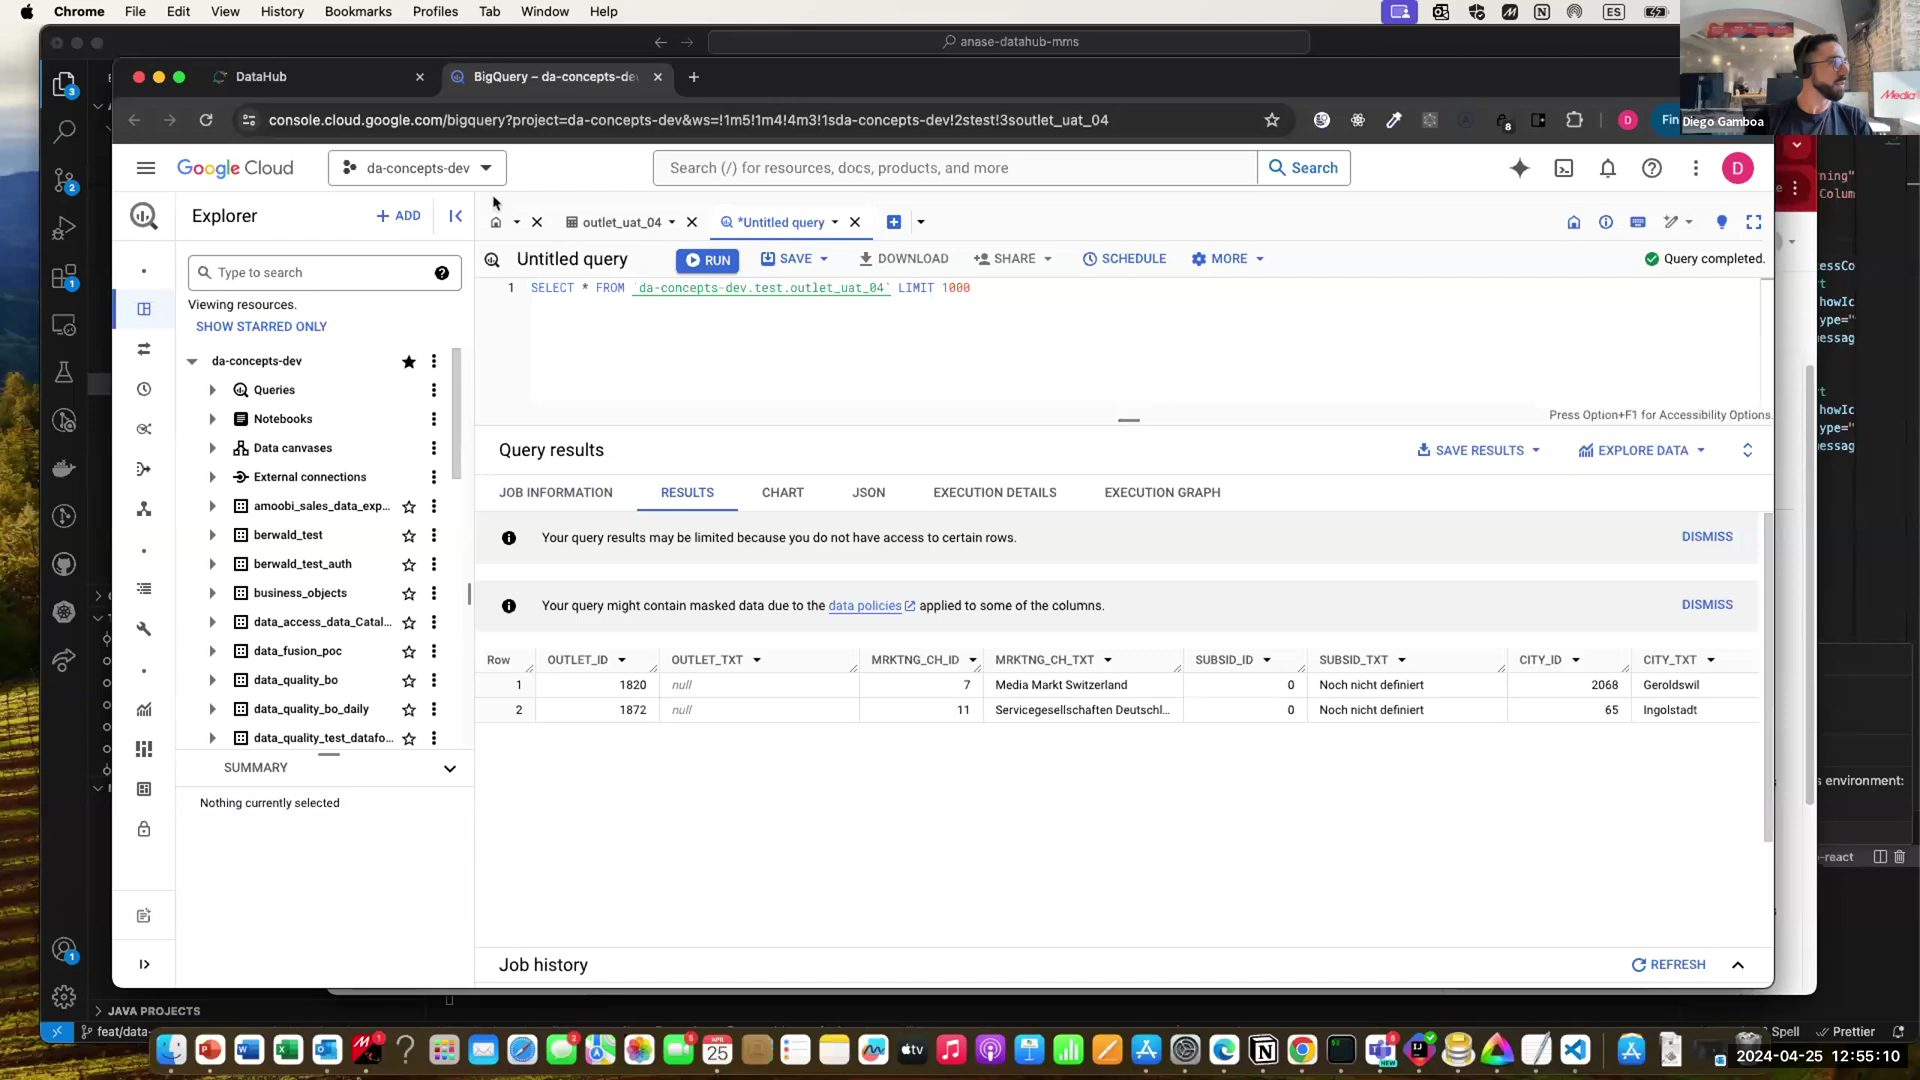 Chrome File Edit View History Bookmarks Profiles Tab Window Help
ES
anase-datahub-mms
DataHub
BigQuery – da-concepts-de
console.cloud.google.com/bigquery?project=da-concepts-dev&ws=!1m5!1m4!4m3!1sda-concepts-dev!2stest!3soutlet_uat_04
8
D
Fin
Diego Gamboa
Media
Google Cloud
da-concepts-dev
Search (/) for resources, docs, products, and more
Search
D
Explorer
+ ADD
outlet_uat_04
*Untitled query
Untitled query
RUN
SAVE
DOWNLOAD
SHARE
SCHEDULE
MORE
Query completed.
Type to search
1 SELECT * FROM `da-concepts-dev.test.outlet_uat_04` LIMIT 1000
Viewing resources.
SHOW STARRED ONLY
da-concepts-dev
Queries
Notebooks
Data canvases
External connections
amoobi_sales_data_exp...
berwald_test
berwald_test_auth
business_objects
data_access_data_Catal...
data_fusion_poc
data_quality_bo
data_quality_bo_daily
data_quality_test_datafo...
SUMMARY
Nothing currently selected
Press Option+F1 for Accessibility Options.
Query results
SAVE RESULTS
EXPLORE DATA
JOB INFORMATION RESULTS CHART JSON EXECUTION DETAILS EXECUTION GRAPH
Your query results may be limited because you do not have access to certain rows.
DISMISS
Your query might contain masked data due to the data policies applied to some of the columns.
DISMISS
Row OUTLET_ID OUTLET_TXT MRKTNG_CH_ID MRKTNG_CH_TXT SUBSID_ID SUBSID_TXT CITY_ID CITY_TXT
1 1820 null 7 Media Markt Switzerland 0 Noch nicht definiert 2068 Geroldswil
2 1872 null 11 Servicegesellschaften Deutschl... 0 Noch nicht definiert 65 Ingolstadt
Job history
REFRESH
s environment:
-react
JAVA PROJECTS
feat/data-
Spell
Prettier
2024-04-25 12:55:10